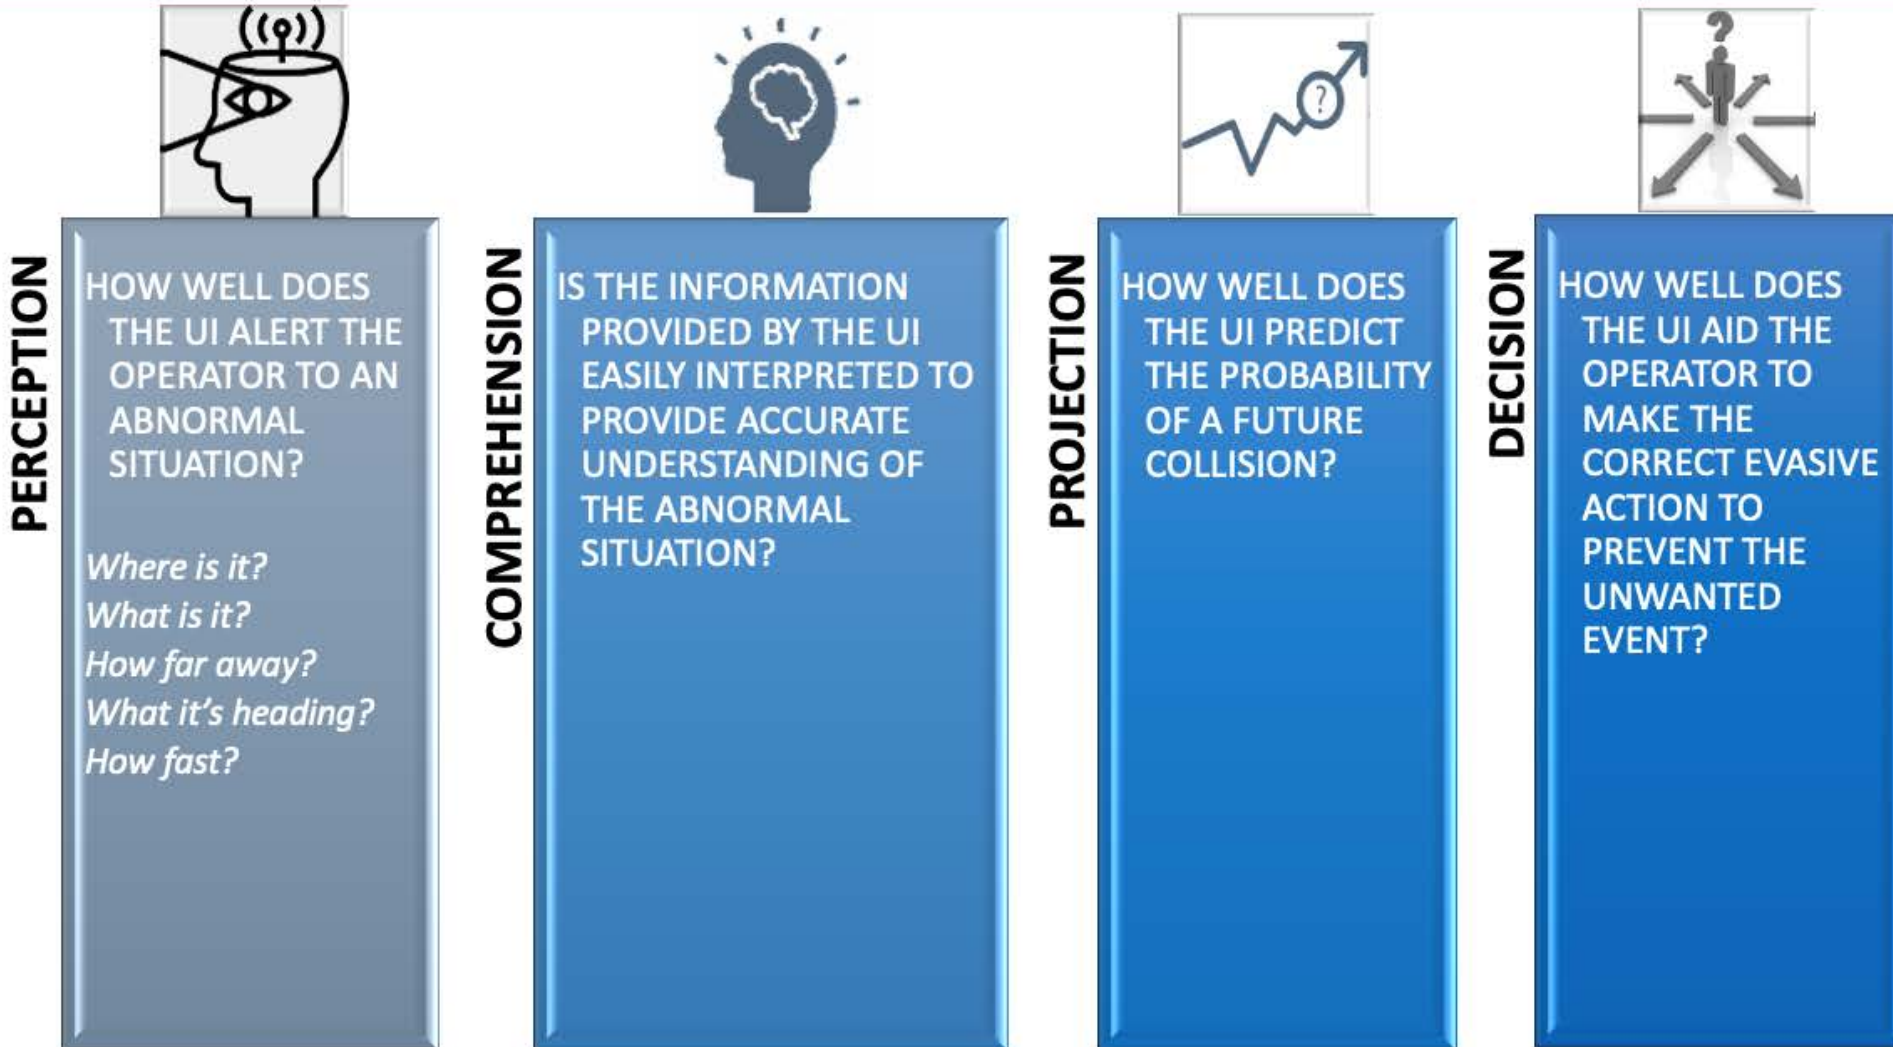 PERCEPTION
HOW WELL DOES
THE UI ALERT THE
OPERATOR TO AN
ABNORMAL
SITUATION?
Where is it?
What is it?
How far away?
What it's heading?
How fast?
COMPREHENSION
IS THE INFORMATION
PROVIDED BY THE UI
EASILY INTERPRETED TO
PROVIDE ACCURATE
UNDERSTANDING OF
THE ABNORMAL
SITUATION?
?
PROJECTION
HOW WELL DOES
THE UI PREDICT
THE PROBABILITY
OF A FUTURE
COLLISION?
?
DECISION
HOW WELL DOES
THE UI AID THE
OPERATOR TO
MAKE THE
CORRECT EVASIVE
ACTION TO
PREVENT THE
UNWANTED
EVENT?